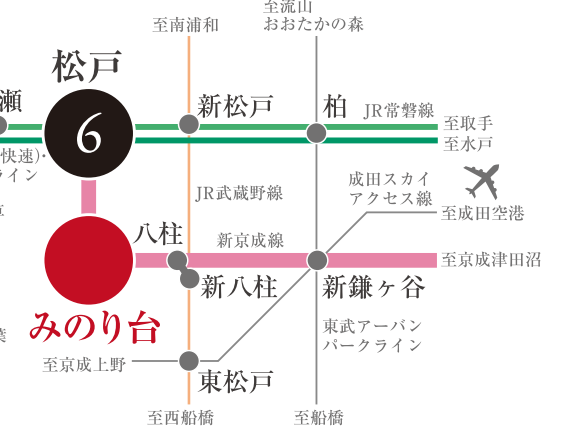 至流山
おおたかの森
至南浦和
松戸
瀬
6
新松戸
柏
JR常磐線
至取手
至水戸
快速)・
ライン
成田スカイ
アクセス線
JR武蔵野線
至成田空港
八柱
新京成線
至京成津田沼
新八柱
新鎌ヶ谷
みのり台
東武アーバン
パークライン
至京成上野
東松戸
至西船橋
至船橋